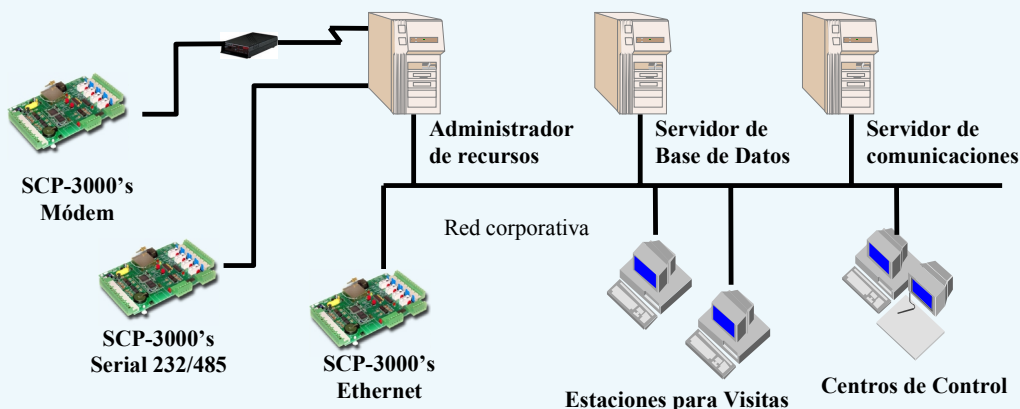 Administrador
de recursos
Servidor de
Base de Datos
Servidor de
comunicaciones
SCP-3000's
Módem
Red corporativa
SCP-3000's
Serial 232/485
SCP-3000's
Ethernet
Estaciones para Visitas
Centros de Control